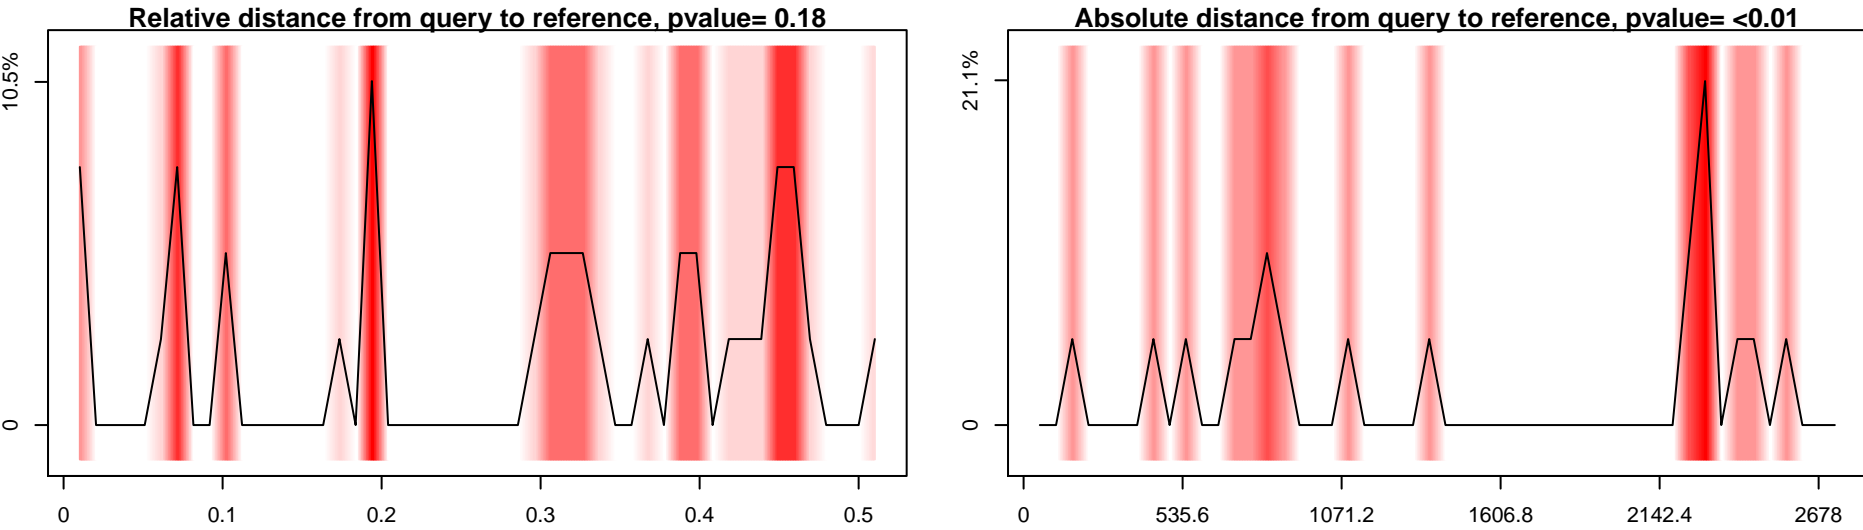 Relative distance from query to reference, pvalue= 0.18
10.5%
0
0 0.1 0.2 0.3 0.4 0.5
Absolute distance from query to reference, pvalue= <0.01
21.1%
0
0 535.6 1071.2 1606.8 2142.4 2678